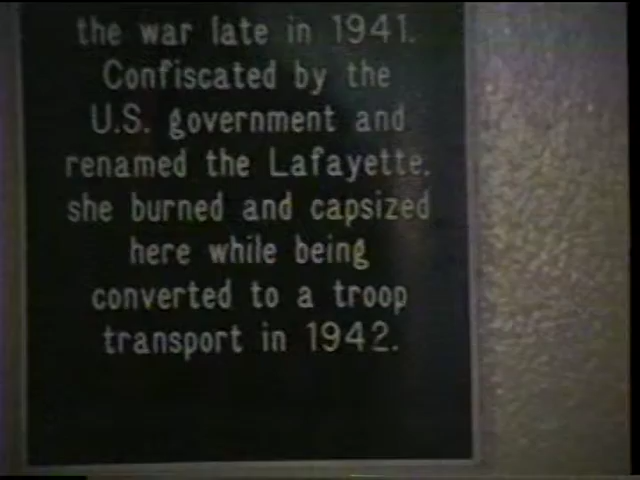 the war late in 1941.
Confiscated by the
U.S. government and
renamed the Lafayette,
she burned and capsized
here while being
converted to a troop
transport in 1942.